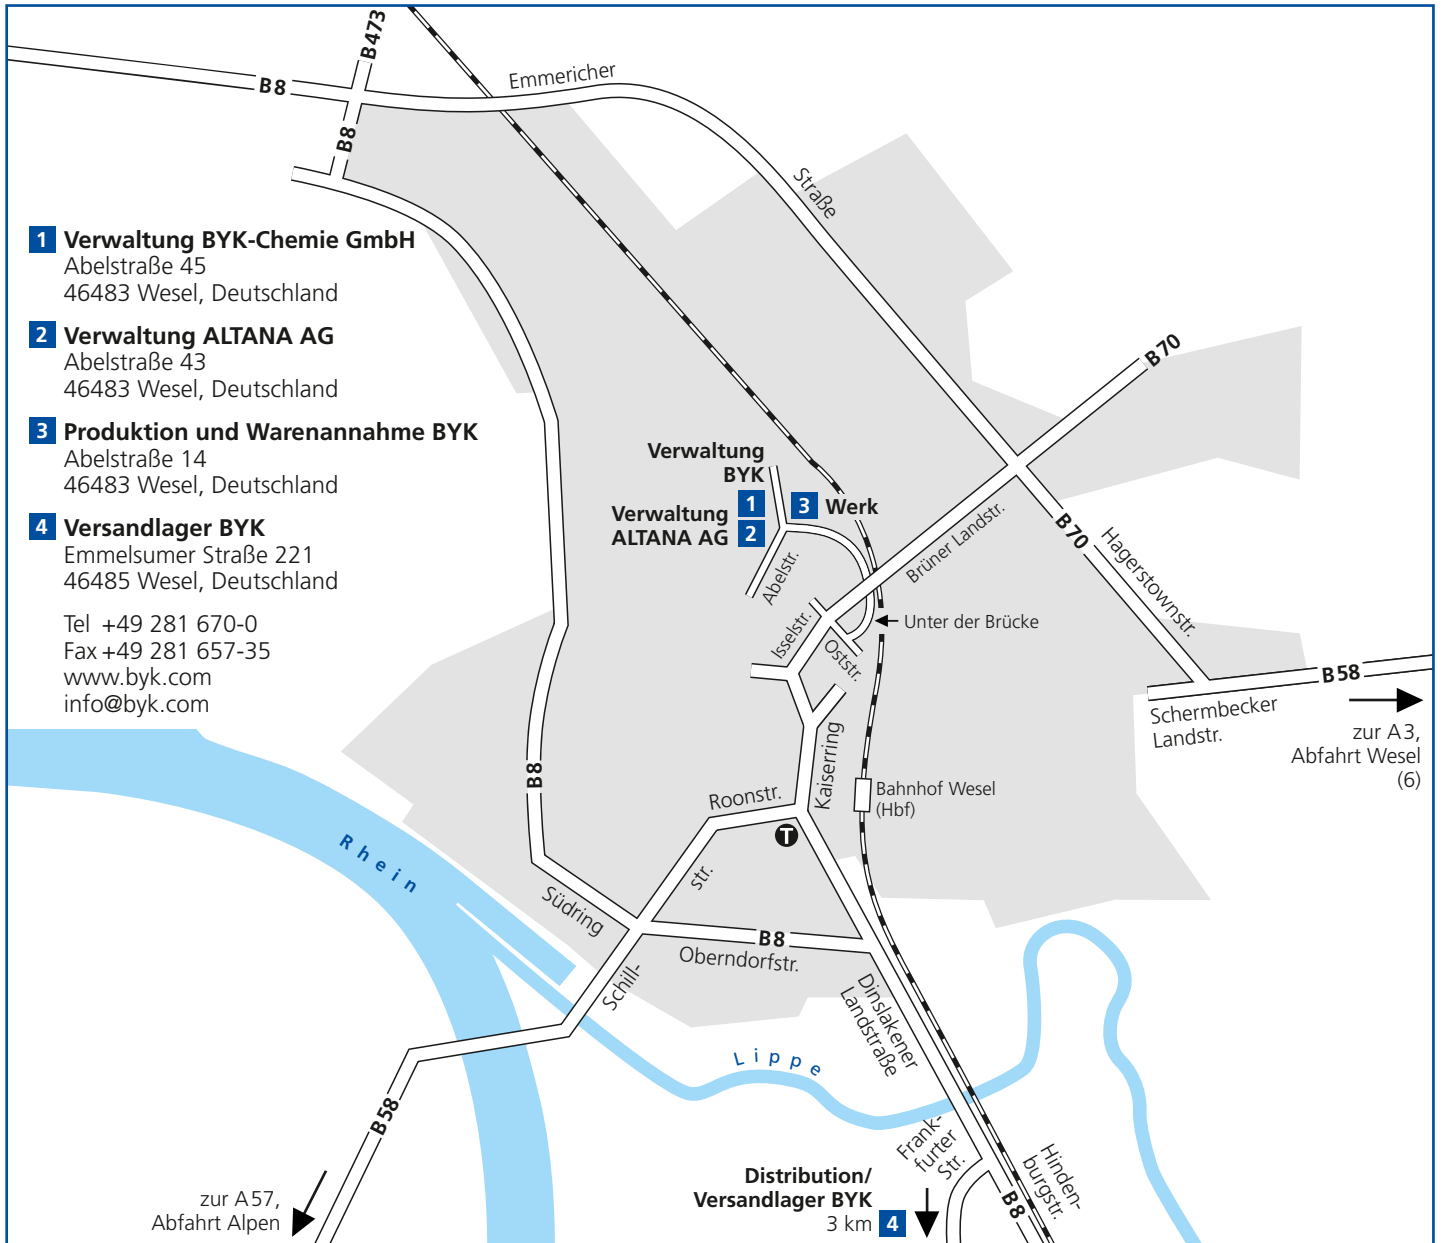 B473
B8
Emmericher
B8
Straße
1 Verwaltung BYK-Chemie GmbH
Abelstraße 45
46483 Wesel, Deutschland
2 Verwaltung ALTANA AG
Abelstraße 43
46483 Wesel, Deutschland
3 Produktion und Warenannahme BYK
Abelstraße 14
46483 Wesel, Deutschland
4 Versandlager BYK
Emmelsumer Straße 221
46485 Wesel, Deutschland
Tel +49 281 670-0
Fax +49 281 657-35
www.byk.com
info@byk.com
B70
Verwaltung
BYK
1
3 Werk
Verwaltung
ALTANA AG
2
Abelstr.
Brüner Landstr.
B70
Hagerstownstr.
Isselstr.
Oststr.
Unter der Brücke
B58
Schermbecker
Landstr.
zur A3,
Abfahrt Wesel
(6)
Kaiserring
Bahnhof Wesel
(Hbf)
B8
Roonstr.
T
Rhein
str.
Südring
B8
Oberndorfstr.
Schill-
Dinslakener
Landstraße
Lippe
B58
Frank-
furter
Str.
Hinden-
burgstr.
B8
zur A57,
Abfahrt Alpen
Distribution/
Versandlager BYK
3 km 4